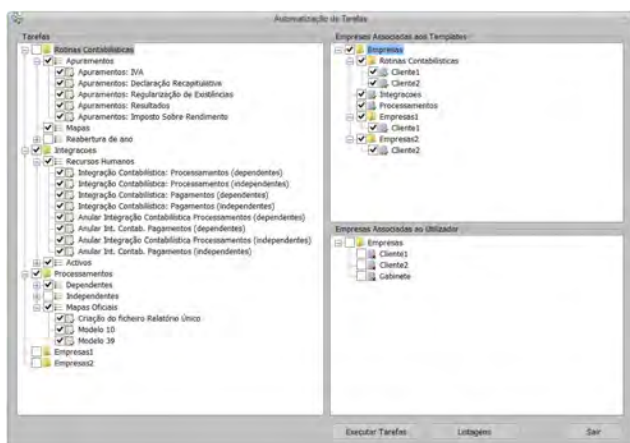 Automatização de Tarefas
Tarefas
Rotinas Contabilísticas
Apuramentos
Apuramentos: IVA
Apuramentos: Declaração Recapitulativa
Apuramentos: Regularização de Existências
Apuramentos: Resultados
Apuramentos: Imposto Sobre Rendimento
Mapas
Reabertura de ano
Integracoes
Recursos Humanos
Integração Contabilística: Processamentos (dependentes)
Integração Contabilística: Processamentos (independentes)
Integração Contabilística: Pagamentos (dependentes)
Integração Contabilística: Pagamentos (independentes)
Anular Integração Contabilística Processamentos (dependentes)
Anular Int. Contab. Pagamentos (dependentes)
Anular Integração Contabilística Processamentos (independentes)
Anular Int. Contab. Pagamentos (independentes)
Activos
Processamentos
Dependentes
Independentes
Mapas Oficiais
Criação do ficheiro Relatório Único
Modelo 10
Modelo 39
Empresas1
Empresas2
Empresas Associadas aos Templates
Empresas
Rotinas Contabilísticas
Cliente1
Cliente2
Integracoes
Processamentos
Empresas1
Cliente1
Empresas2
Cliente2
Empresas Associadas ao Utilizador
Empresas
Cliente1
Cliente2
Gabinete
Executar Tarefas
Listagens
Sair